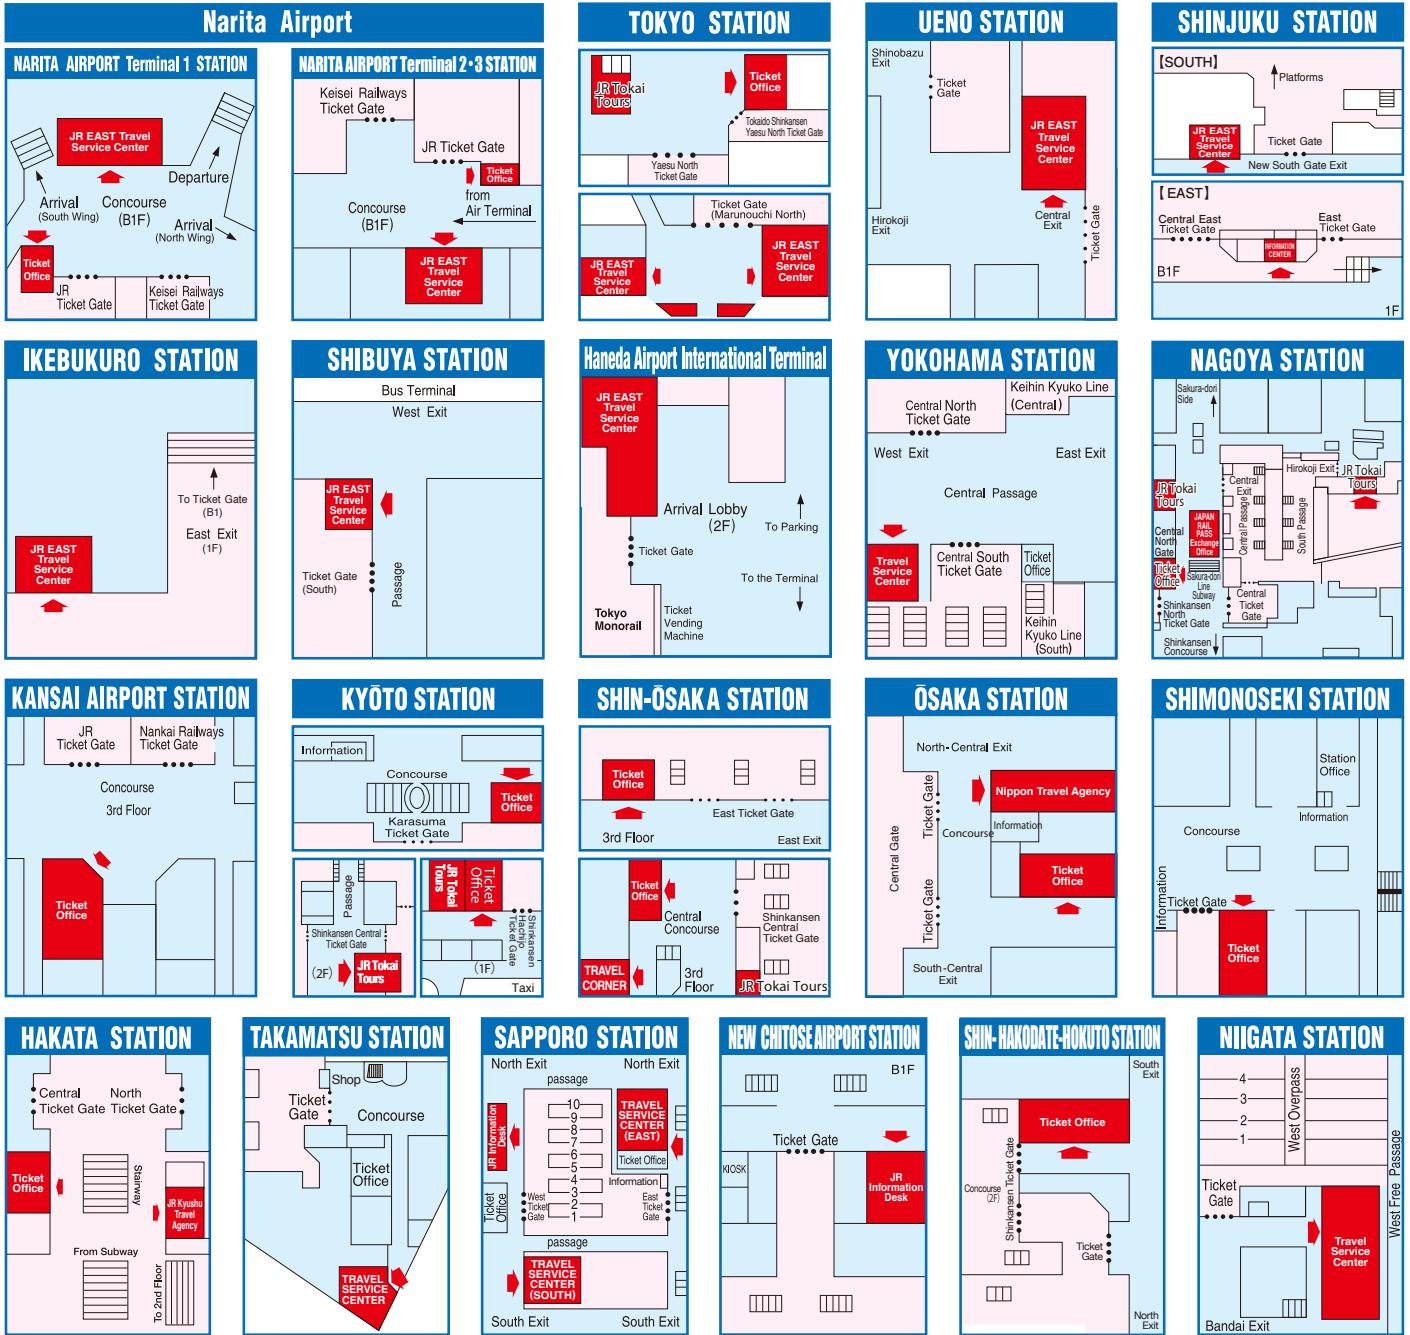 Narita Airport
NARITA AIRPORT Terminal 1 STATION
JR EAST Travel
Service Center
Departure
Arrival
(South Wing)
Concourse
(B1F)
Arrival
(North Wing)
Ticket
Office
JR
Ticket Gate
Keisei Railways
Ticket Gate
NARITA AIRPORT Terminal 2•3 STATION
Keisei Railways
Ticket Gate
JR Ticket Gate
Ticket
Office
from
Air Terminal
Concourse
(B1F)
JR EAST
Travel
Service
Center
TOKYO STATION
JR Tokai
Tours
Ticket
Office
Tokaido Shinkansen
Yaesu North Ticket Gate
Yaesu North
Ticket Gate
Ticket Gate
(Marunouchi North)
JR EAST
Travel
Service
Center
JR EAST
Travel
Service
Center
UENO STATION
Shinobazu
Exit
Ticket
Gate
JR EAST
Travel
Service
Center
Hirokoji
Exit
Central
Exit
Ticket Gate
SHINJUKU STATION
【SOUTH】
Platforms
JR EAST
Travel
Service
Center
Ticket Gate
New South Gate Exit
【EAST】
Central East
Ticket Gate
East
Ticket Gate
INFORMATION
CENTER
B1F
1F
IKEBUKURO STATION
To Ticket Gate
(B1)
East Exit
(1F)
JR EAST
Travel
Service
Center
SHIBUYA STATION
Bus Terminal
West Exit
JR EAST
Travel
Service
Center
Ticket Gate
(South)
Passage
Haneda Airport International Terminal
JR EAST
Travel
Service
Center
Arrival Lobby
(2F)
To Parking
Ticket Gate
To the Terminal
Tokyo
Monorail
Ticket
Vending
Machine
YOKOHAMA STATION
Keihin Kyuko Line
(Central)
Central North
Ticket Gate
West Exit
East Exit
Central Passage
Travel
Service
Center
Central South
Ticket Gate
Ticket
Office
Keihin
Kyuko Line
(South)
NAGOYA STATION
Sakura-dori
Side
Hirokoji Exit
JR Tokai
Tours
JR Tokai
Tours
Central
Exit
Central Passage
South Passage
JAPAN
RAIL
PASS
Exchange
Office
Central
North
Gate
Ticket
Office
Sakura-dori
Line
Subway
Shinkansen
North
Ticket Gate
Central
Ticket
Gate
Shinkansen
Concourse
KANSAI AIRPORT STATION
JR
Ticket Gate
Nankai Railways
Ticket Gate
Concourse
3rd Floor
Ticket
Office
KYŌTO STATION
Information
Concourse
Ticket
Office
Karasuma
Ticket Gate
Passage
Shinkansen Central
Ticket Gate
(2F)
JR Tokai
Tours
JR Tokai
Tours
Ticket
Office
Shinkansen
Hachijo
Ticket Gate
(1F)
Taxi
SHIN-ŌSAKA STATION
Ticket
Office
East Ticket Gate
3rd Floor
East Exit
Ticket
Office
Central
Concourse
Shinkansen
Central
Ticket Gate
TRAVEL
CORNER
3rd
Floor
JR Tokai Tours
ŌSAKA STATION
North-Central Exit
Ticket Gate
Nippon Travel Agency
Information
Concourse
Central Gate
Ticket
Office
Ticket Gate
South-Central
Exit
SHIMONOSEKI STATION
Station
Office
Information
Concourse
Information
Ticket Gate
Ticket
Office
HAKATA STATION
Central
Ticket Gate
North
Ticket Gate
Ticket
Office
Stairway
JR Kyushu
Travel
Agency
From Subway
To 2nd Floor
TAKAMATSU STATION
Shop
Ticket
Gate
Concourse
Ticket
Office
TRAVEL
SERVICE
CENTER
SAPPORO STATION
North Exit
North Exit
passage
JR Information
Desk
10
9
8
7
6
5
4
3
2
1
TRAVEL
SERVICE
CENTER
(EAST)
Ticket Office
Information
Ticket
Office
West
Ticket
Gate
East
Ticket
Gate
passage
TRAVEL
SERVICE
CENTER
(SOUTH)
South Exit
South Exit
NEW CHITOSE AIRPORT STATION
B1F
Ticket Gate
KIOSK
JR
Information
Desk
SHIN-HAKODATE-HOKUTO STATION
South
Exit
Ticket Office
Shinkansen Ticket Gate
Concourse
(2F)
Ticket
Gate
North
Exit
NIIGATA STATION
4
3
2
1
West Overpass
West Free Passage
Ticket
Gate
Travel
Service
Center
Bandai Exit